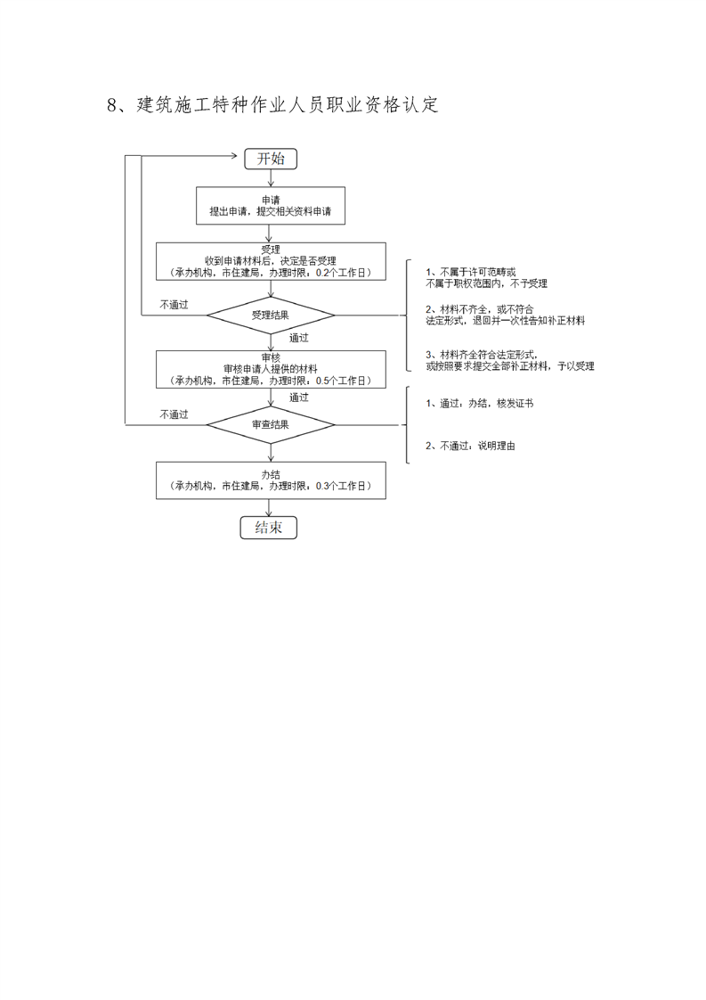 8、建筑施工特种作业人员职业资格认定
开始
申请
提出申请，提交相关资料申请
受理
收到申请材料后，决定是否受理
（承办机构，市住建局，办理时限：0.2个工作日）
1、不属于许可范畴或
不属于职权范围内，不予受理
不通过
受理结果
2、材料不齐全，或不符合
法定形式，退回并一次性告知补正材料
通过
3、材料齐全符合法定形式，
或按照要求提交全部补正材料，予以受理
审核
审核申请人提供的材料
（承办机构，市住建局，办理时限：0.5个工作日）
通过
不通过
审查结果
1、通过：办结，核发证书
2、不通过：说明理由
办结
（承办机构，市住建局，办理时限：0.3个工作日）
结束